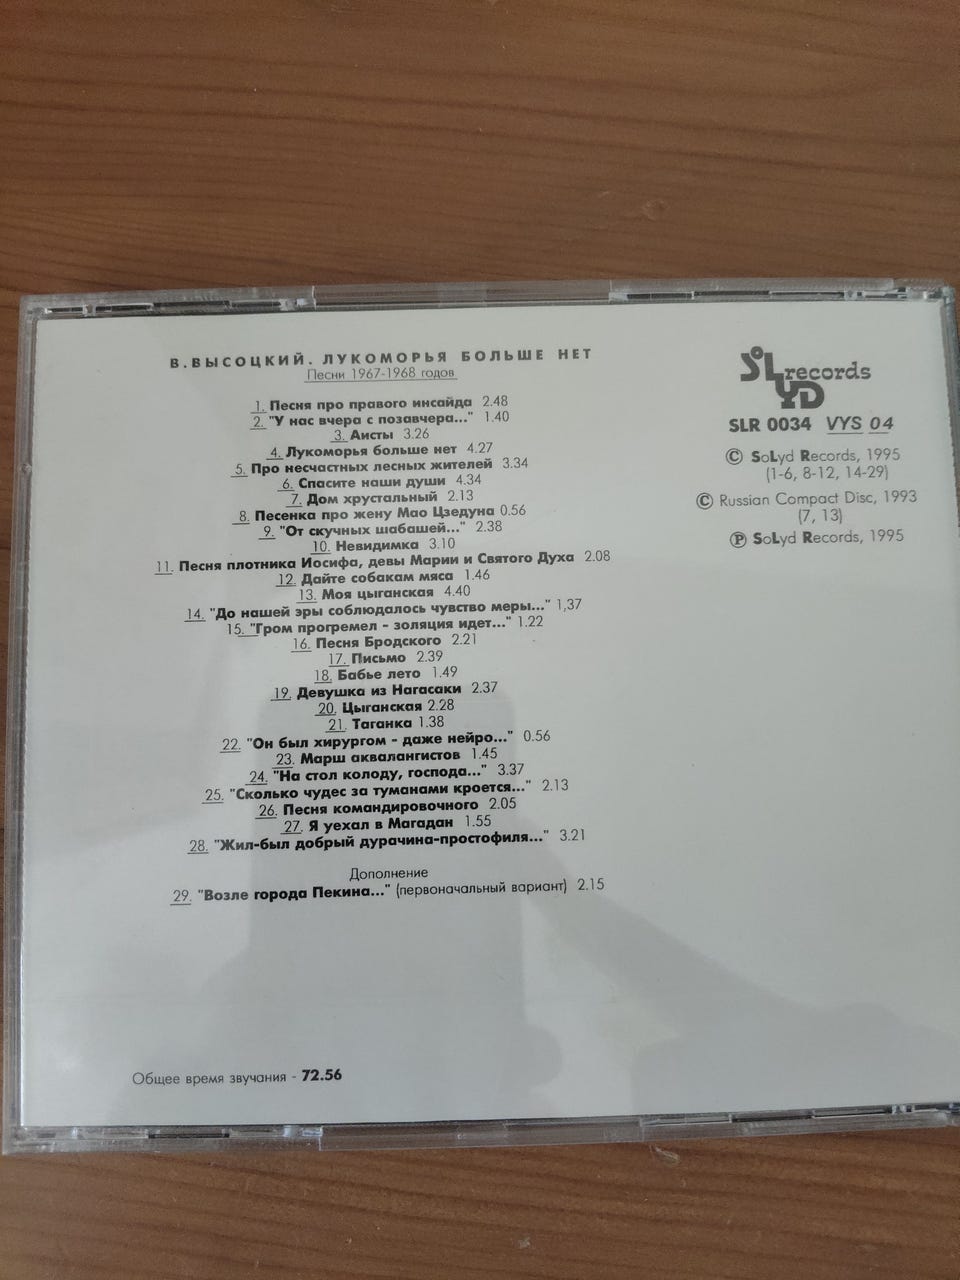 В.ВЫСОЦКИЙ. ЛУКОМОРЬЯ БОЛЬШЕ НЕТ
Песни 1967-1968 годов
1. Песня про правого инсайда 2.48
2. "У нас вчера с позавчера..." 1.40
3. Аисты 3.26
4. Лукоморья больше нет 4.27
5. Про несчастных лесных жителей 3.34
6. Спасите наши души 4.34
7. Дом хрустальный 2.13
8. Песенка про жену Мао Цзедуна 0.56
9. "От скучных шабашей..." 2.38
10. Невидимка 3.10
11. Песня плотника Иосифа, девы Марии и Святого Духа 2.08
12. Дайте собакам мяса 1.46
13. Моя цыганская 4.40
14. "До нашей эры соблюдалось чувство меры..." 1,37
15. "Гром прогремел - золяция идет..." 1.22
16. Песня Бродского 2.21
17. Письмо 2.39
18. Бабье лето 1.49
19. Девушка из Нагасаки 2.37
20. Цыганская 2.28
21. Таганка 1.38
22. "Он был хирургом - даже нейро..." 0.56
23. Марш аквалангистов 1.45
24. "На стол колоду, господа..." 3.37
25. "Сколько чудес за туманами кроется..." 2.13
26. Песня командировочного 2.05
27. Я уехал в Магадан 1.55
28. "Жил-был добрый дурачина-простофиля..." 3.21
Дополнение
29. "Возле города Пекина..." (первоначальный вариант) 2.15
Общее время звучания - 72.56
SoLYD records
SLR 0034 VYS 04
© SoLyd Records, 1995
(1-6, 8-12, 14-29)
© Russian Compact Disc, 1993
(7, 13)
℗ SoLyd Records, 1995